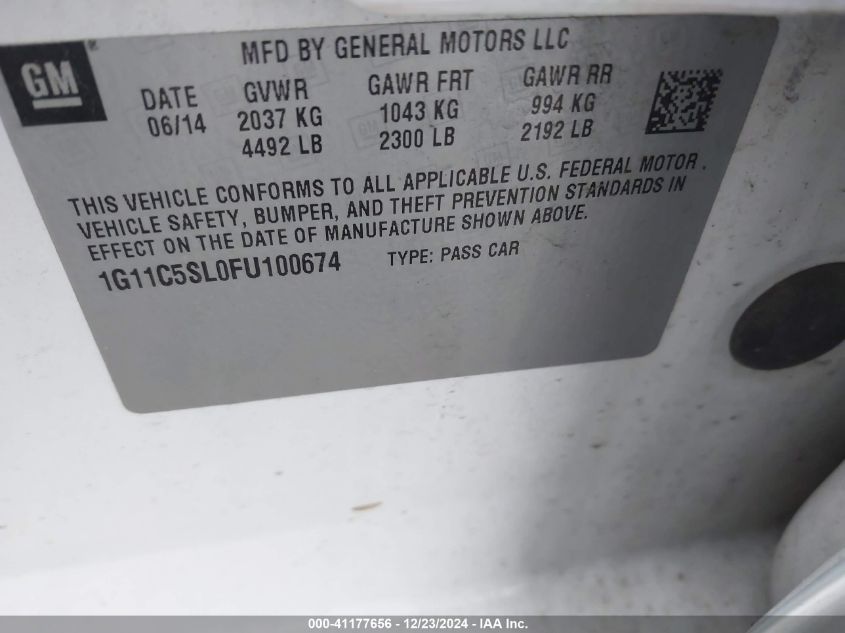 GM
MFD BY GENERAL MOTORS LLC
DATE GVWR GAWR FRT GAWR RR
06/14 2037 KG 1043 KG 994 KG
4492 LB 2300 LB 2192 LB
THIS VEHICLE CONFORMS TO ALL APPLICABLE U.S. FEDERAL MOTOR
VEHICLE SAFETY, BUMPER, AND THEFT PREVENTION STANDARDS IN
EFFECT ON THE DATE OF MANUFACTURE SHOWN ABOVE.
1G11C5SL0FU100674 TYPE: PASS CAR
000-41177656 - 12/23/2024 - IAA Inc.